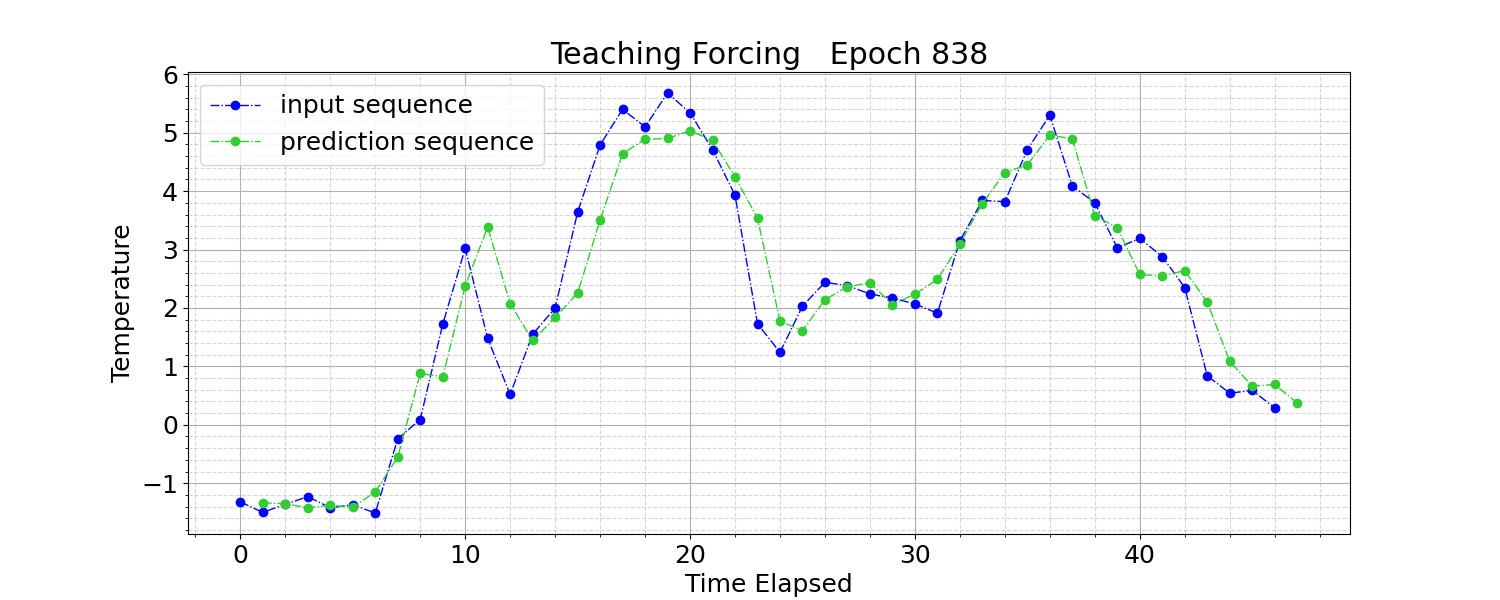 Teaching Forcing   Epoch 838
input sequence
prediction sequence
6
5
4
3
2
1
0
−1
Temperature
0 10 20 30 40
Time Elapsed